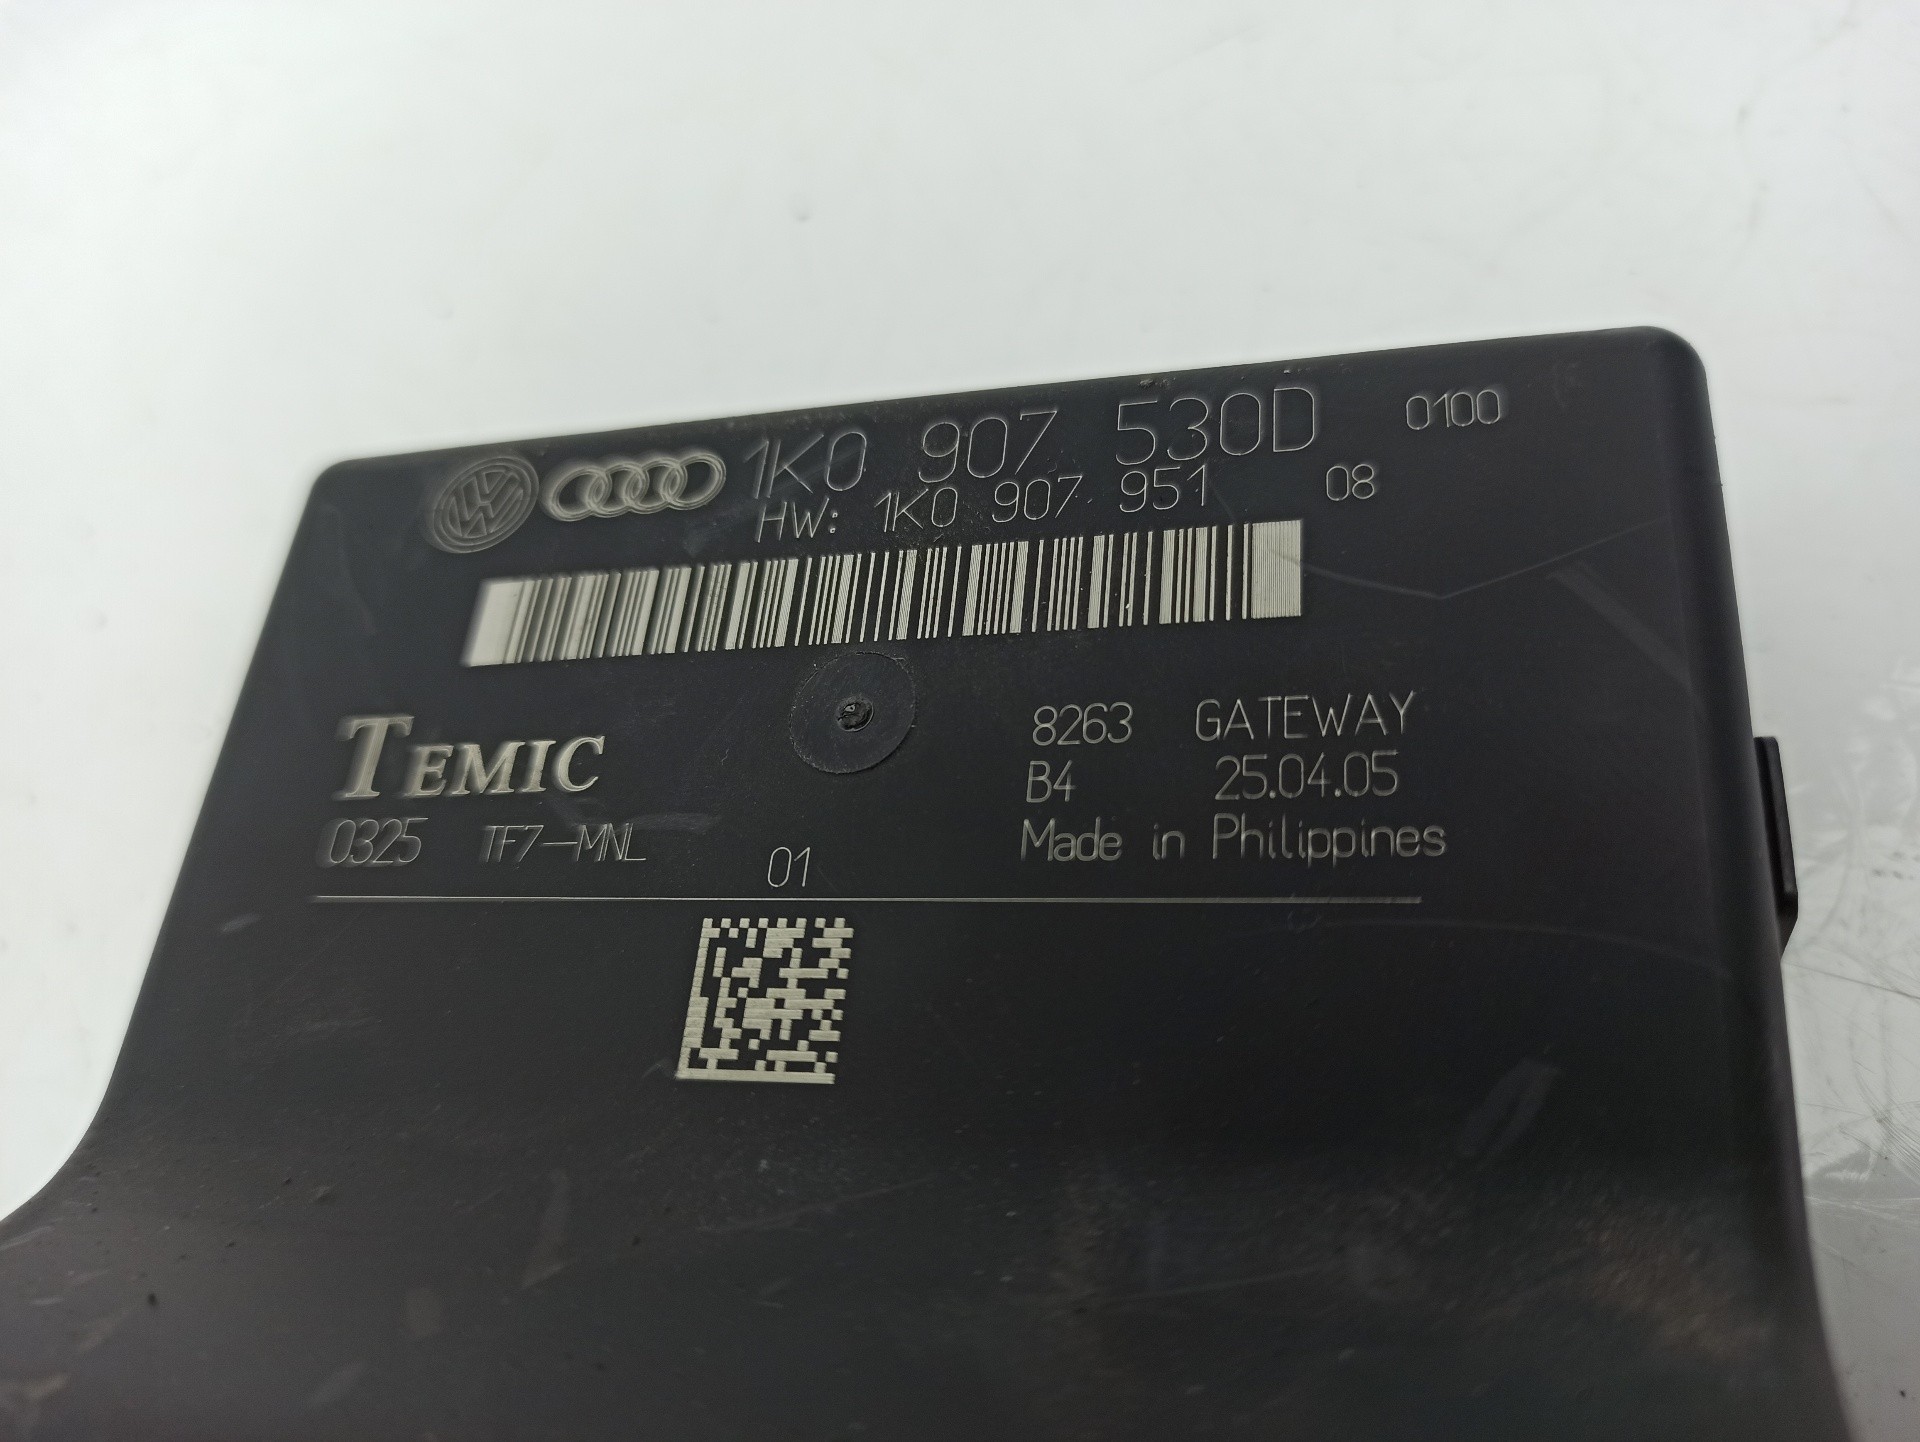 1K0 907 530D 0100
HW: 1K0 907 951 08
TEMIC
0325 TF7-MNL
01
8263 GATEWAY
B4 25.04.05
Made in Philippines